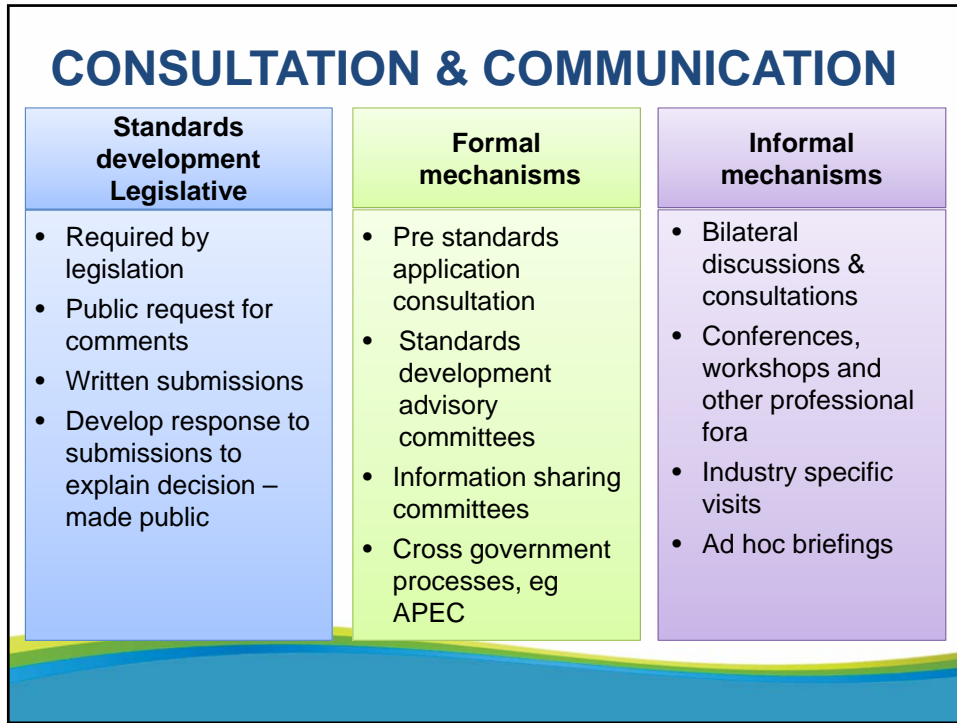 CONSULTATION & COMMUNICATION
Standards
development
Legislative
• Required by
legislation
• Public request for
comments
• Written submissions
• Develop response to
submissions to
explain decision –
made public
Formal
mechanisms
• Pre standards
application
consultation
• Standards
development
advisory
committees
• Information sharing
committees
• Cross government
processes, eg
APEC
Informal
mechanisms
• Bilateral
discussions &
consultations
• Conferences,
workshops and
other professional
fora
• Industry specific
visits
• Ad hoc briefings